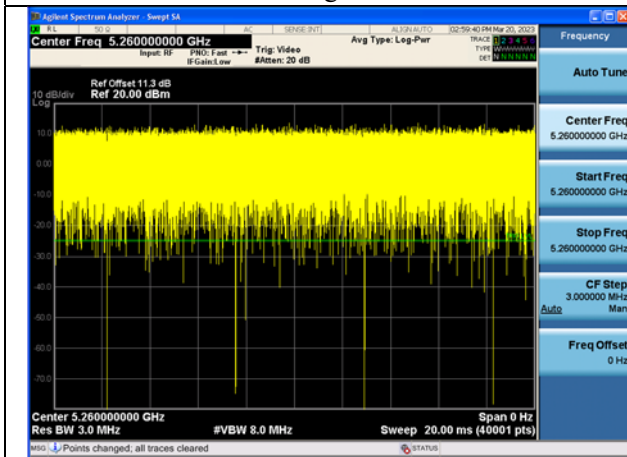 Agilent Spectrum Analyzer - Swept SA
RL 50 Ω AC SENSE:INT ALIGNAUTO 02:59:40 PM Mar 20, 2023
Center Freq 5.260000000 GHz
Input: RF PNO: Fast IFGain:Low
Trig: Video
#Atten: 20 dB
Avg Type: Log-Pwr
TRACE 1 2 3 4 5 6
TYPE
DET N N N N N N
Frequency
Auto Tune
Ref Offset 11.3 dB
10 dB/div Ref 20.00 dBm
Log
10.0
0.00
-10.0
-20.0
-30.0
-40.0
-50.0
-60.0
-70.0
Center Freq
5.260000000 GHz
Start Freq
5.260000000 GHz
Stop Freq
5.260000000 GHz
CF Step
3.000000 MHz
Auto Man
Freq Offset
0 Hz
Center 5.260000000 GHz Span 0 Hz
Res BW 3.0 MHz #VBW 8.0 MHz Sweep 20.00 ms (40001 pts)
MSG Points changed; all traces cleared STATUS